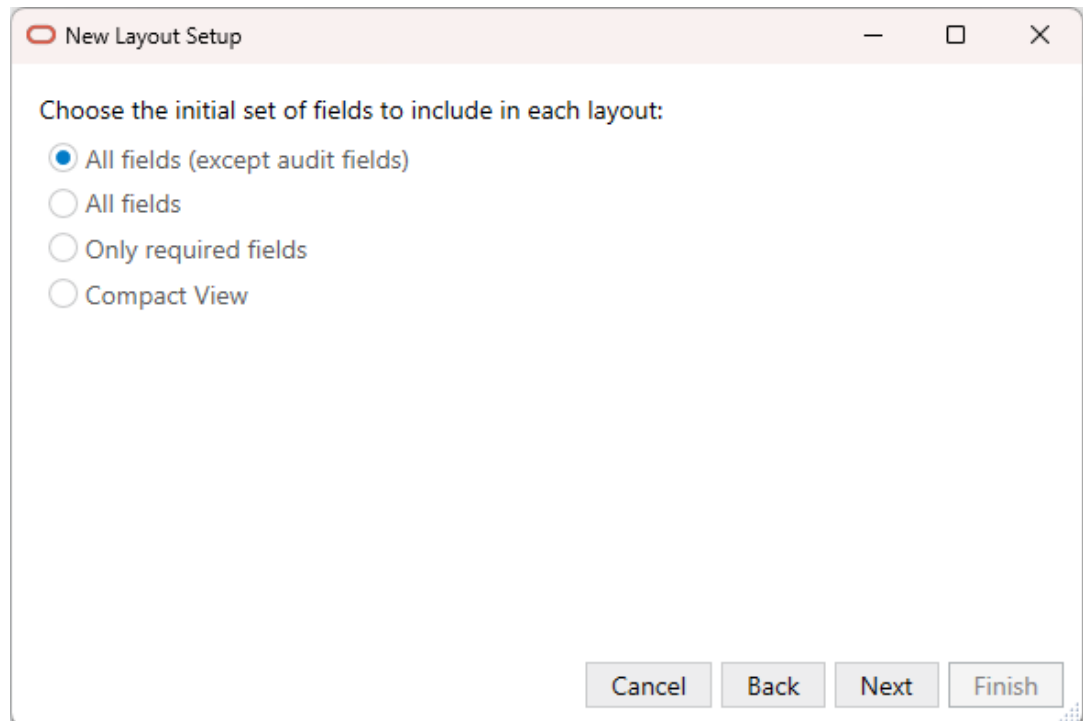 New Layout Setup
Choose the initial set of fields to include in each layout:
All fields (except audit fields)
All fields
Only required fields
Compact View
Cancel Back Next Finish